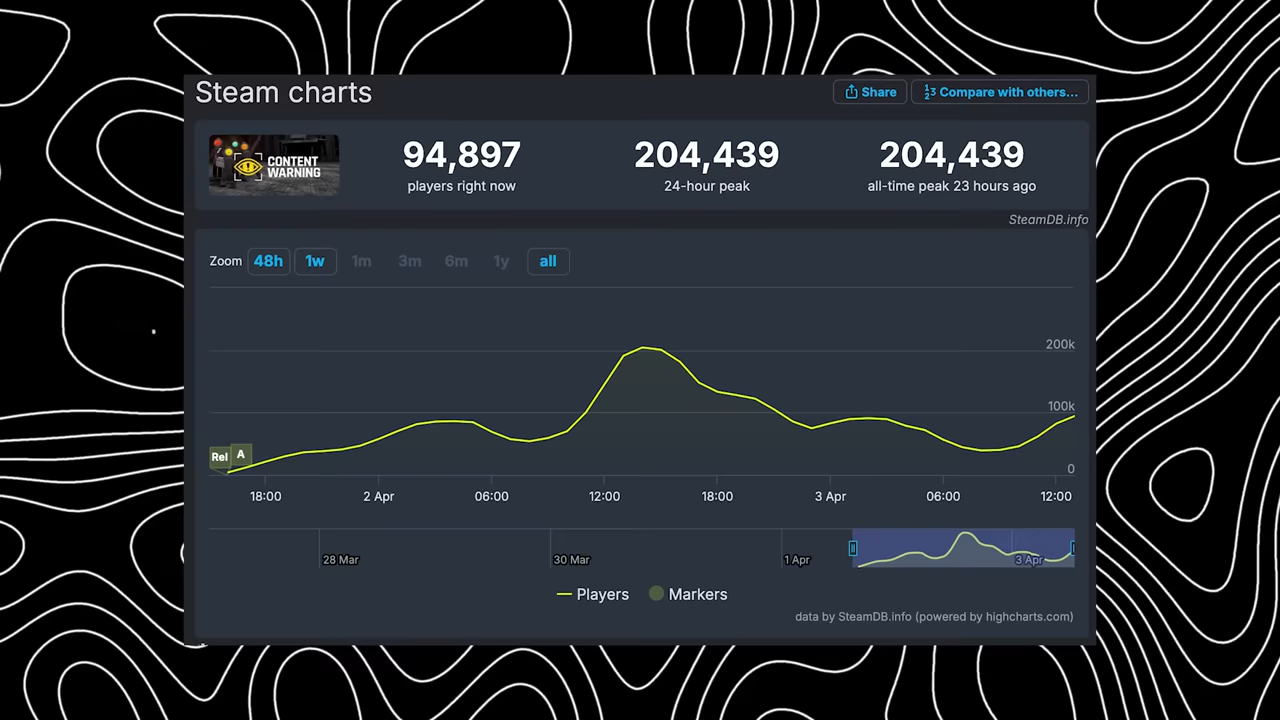 Steam charts
Share
Compare with others...
CONTENT
WARNING
94,897
players right now
204,439
24-hour peak
204,439
all-time peak 23 hours ago
SteamDB.info
Zoom 48h 1w 1m 3m 6m 1y all
200k
100k
0
Rel A
18:00 2 Apr 06:00 12:00 18:00 3 Apr 06:00 12:00
28 Mar 30 Mar 1 Apr 3 Apr
Players Markers
data by SteamDB.info (powered by highcharts.com)